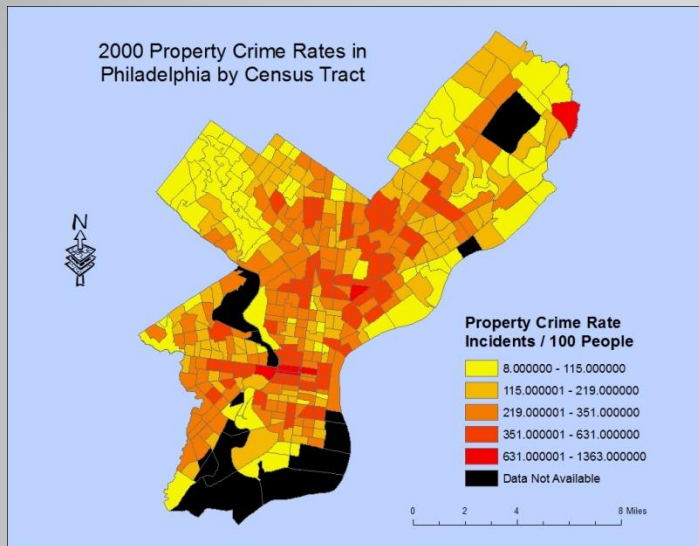 2000 Property Crime Rates in
Philadelphia by Census Tract
N
Property Crime Rate
Incidents / 100 People
8.000000 - 115.000000
115.000001 - 219.000000
219.000001 - 351.000000
351.000001 - 631.000000
631.000001 - 1363.000000
Data Not Available
0 2 4 8 Miles